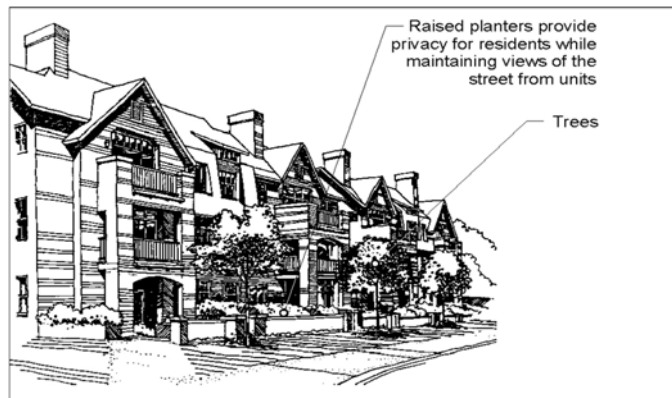 Raised planters provide
privacy for residents while
maintaining views of the
street from units
Trees